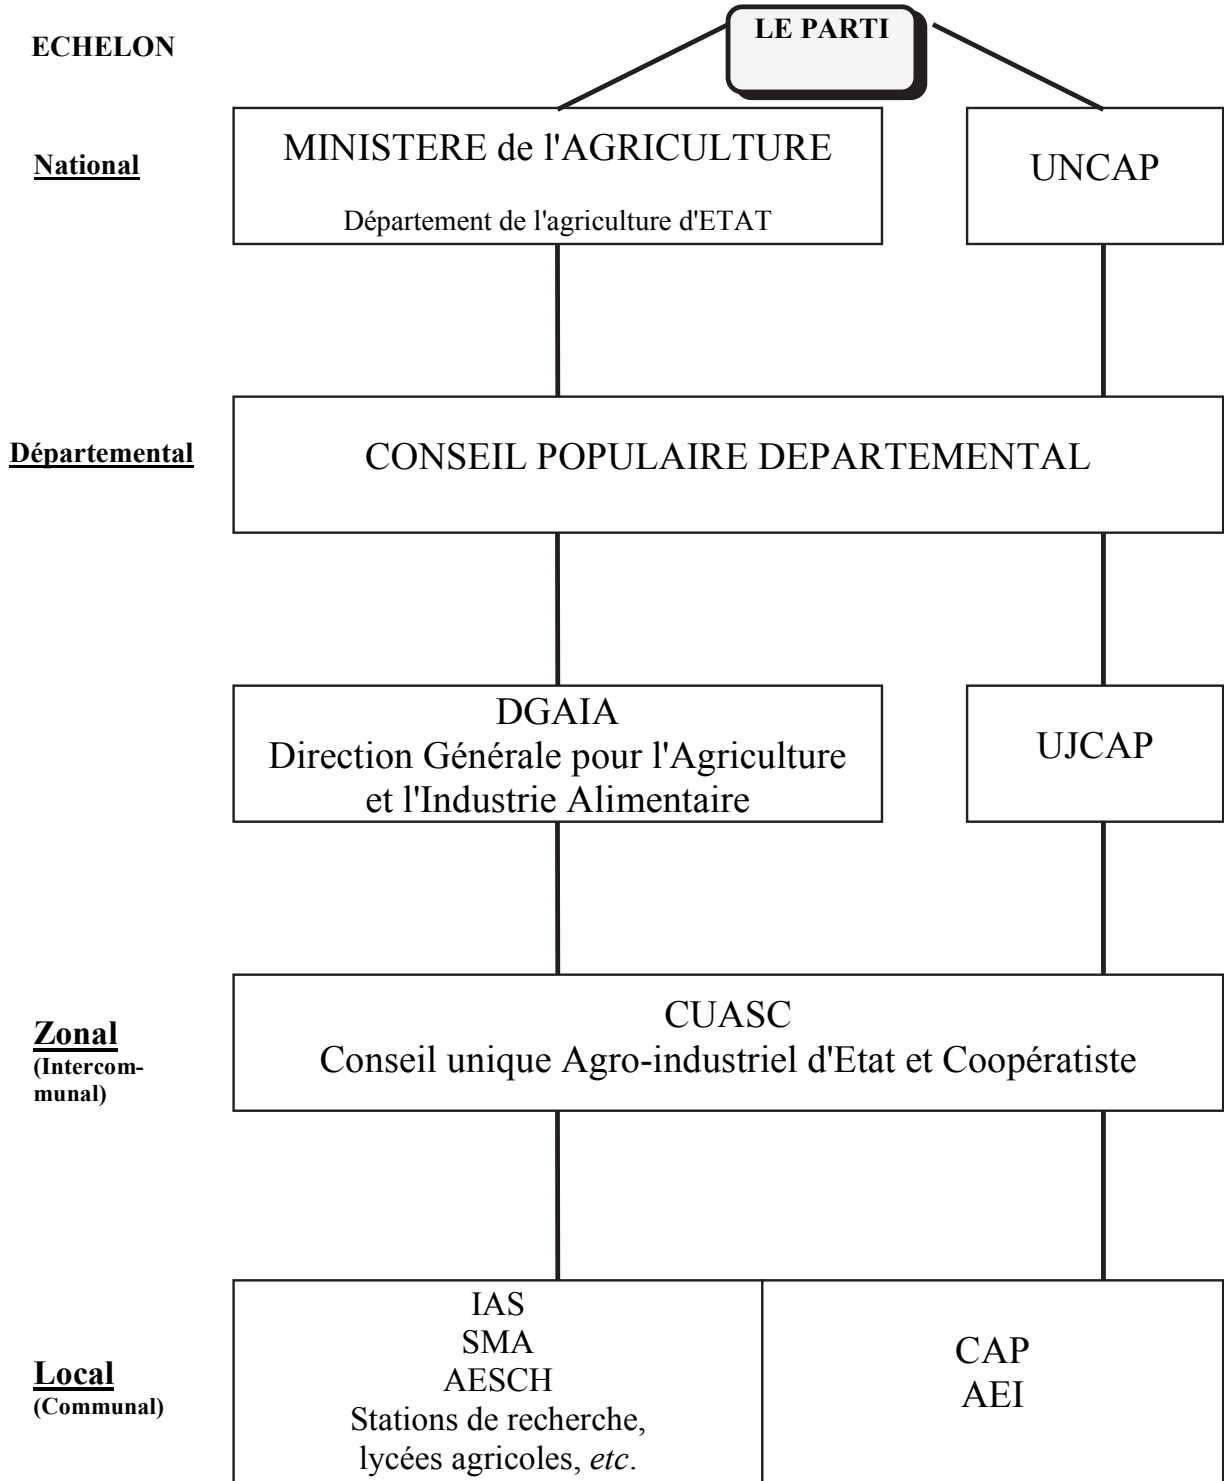 LE PARTI
ECHELON
National
MINISTERE de l'AGRICULTURE
Département de l'agriculture d'ETAT
UNCAP
Départemental
CONSEIL POPULAIRE DEPARTEMENTAL
DGAIA
Direction Générale pour l'Agriculture
et l'Industrie Alimentaire
UJCAP
Zonal
(Intercom-
munal)
CUASC
Conseil unique Agro-industriel d'Etat et Coopératiste
Local
(Communal)
IAS
SMA
AESCH
Stations de recherche,
lycées agricoles, etc.
CAP
AEI